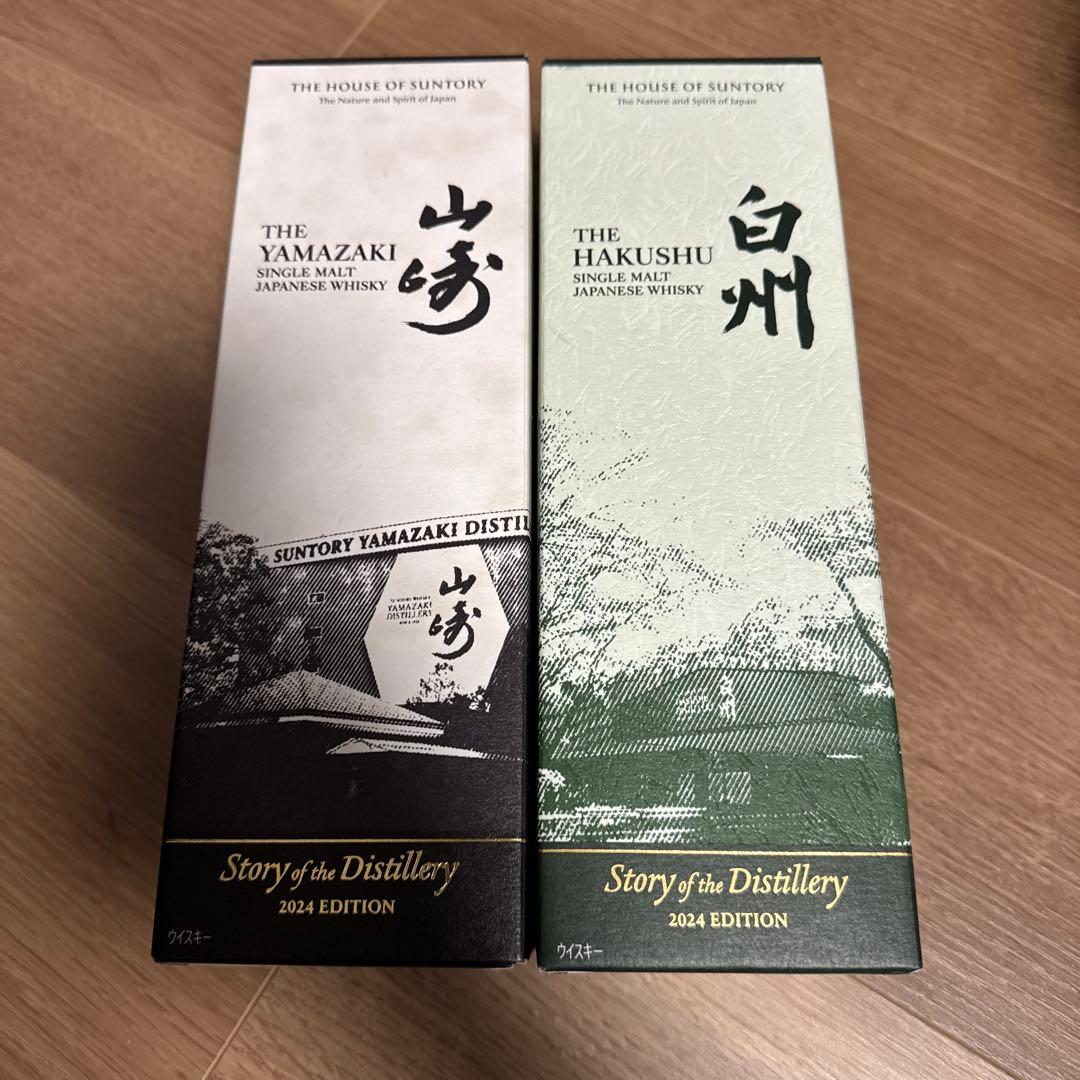 THE HOUSE OF SUNTORY
The Nature and Spirit of Japan
THE
YAMAZAKI
SINGLE MALT
JAPANESE WHISKY
山崎
SUNTORY YAMAZAKI DISTIL
YAMAZAKI
DISTILLERY
山崎
Story of the Distillery
2024 EDITION
ウイスキー
THE HOUSE OF SUNTORY
The Nature and Spirit of Japan
THE
HAKUSHU
SINGLE MALT
JAPANESE WHISKY
白州
Story of the Distillery
2024 EDITION
ウイスキー